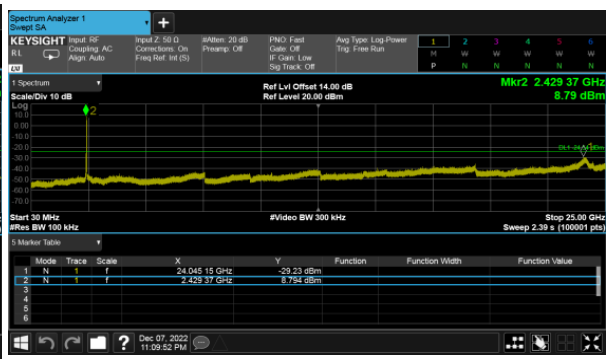 Spectrum Analyzer 1
Swept SA
KEYSIGHT Input: RF Input Z: 50 Ω #Atten: 20 dB PNO: Fast Avg Type: Log-Power 1 2 3 4 5 6
RL Coupling: AC Corrections: On Preamp: Off Gate: Off Trig: Free Run M W W W W W
Align: Auto Freq Ref: Int (S) IF Gain: Low
Sig Track: Off P N N N N N
1 Spectrum Ref Lvl Offset 14.00 dB Mkr2 2.429 37 GHz
Scale/Div 10 dB Ref Level 20.00 dBm 8.79 dBm
Log
10.0
0.00
-10.0
-20.0
-30.0
-40.0
-50.0
-60.0
-70.0
2
1
Start 30 MHz #Video BW 300 kHz Stop 25.00 GHz
#Res BW 100 kHz Sweep 2.39 s (100001 pts)
5 Marker Table
Mode Trace Scale X Y Function Function Width Function Value
1 N 1 f 24.045 15 GHz -29.23 dBm
2 N 1 f 2.429 37 GHz 8.794 dBm
3
4
5
6
? Dec 07, 2022
11:09:52 PM